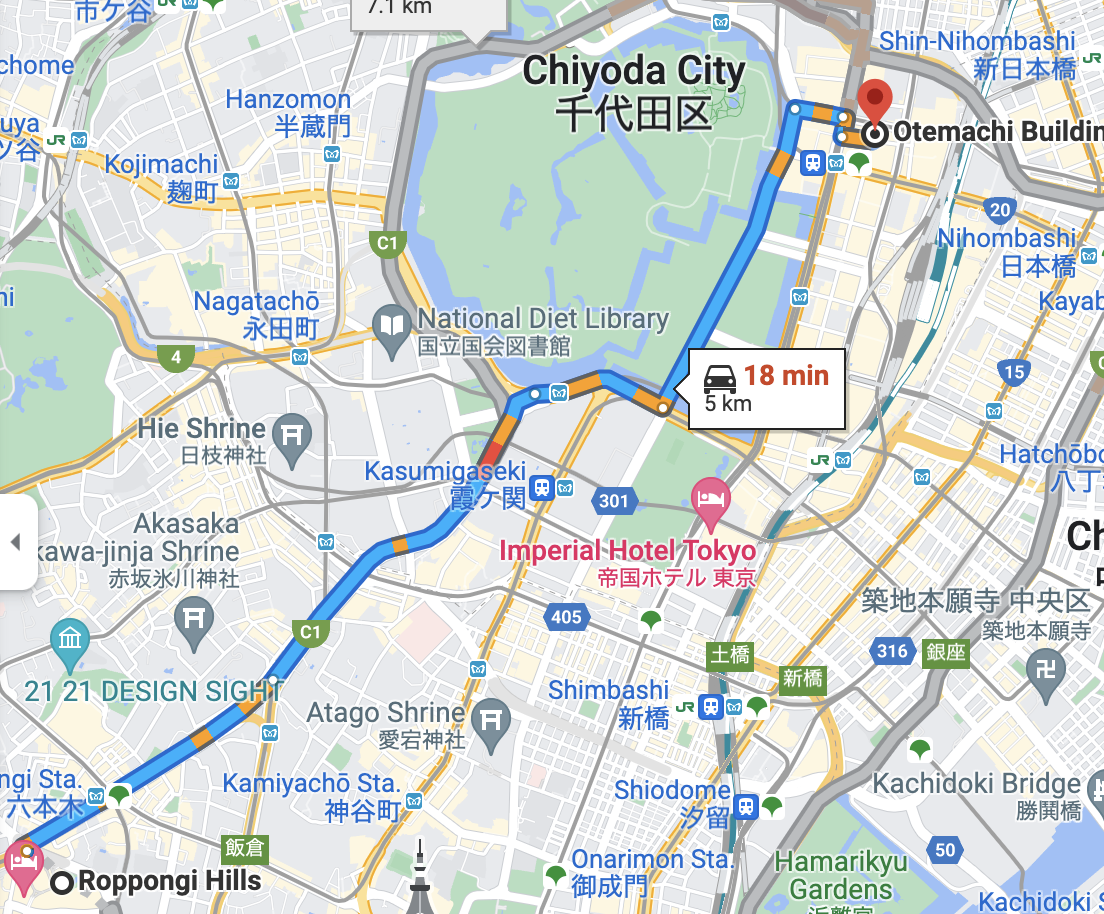 市ケ谷
JR
7.1 km
Chiyoda City
千代田区
Shin-Nihombashi
新日本橋
JR
Hanzomon
半蔵門
JR
Kojimachi
麹町
Otemachi
20
Nihombashi
日本橋
C1
Nagatachō
永田町
National Diet Library
国立国会図書館
4
18 min
5 km
15
Hie Shrine
日枝神社
JR
Kasumigaseki
霞ケ関
301
Akasaka
赤坂氷川神社
Imperial Hotel Tokyo
帝国ホテル 東京
C1
405
築地本願寺 中央区
築地本願寺
316
銀座
土橋
新橋
21 21 DESIGN SIGHT
Shimbashi
新橋
JR
Atago Shrine
愛宕神社
六本木
Kamiyachō Sta.
神谷町
Shiodome
汐留
Kachidoki Bridge
勝鬨橋
飯倉
50
Onarimon Sta.
御成門
Hamarikyu
Gardens
Roppongi Hills
Kachidoki